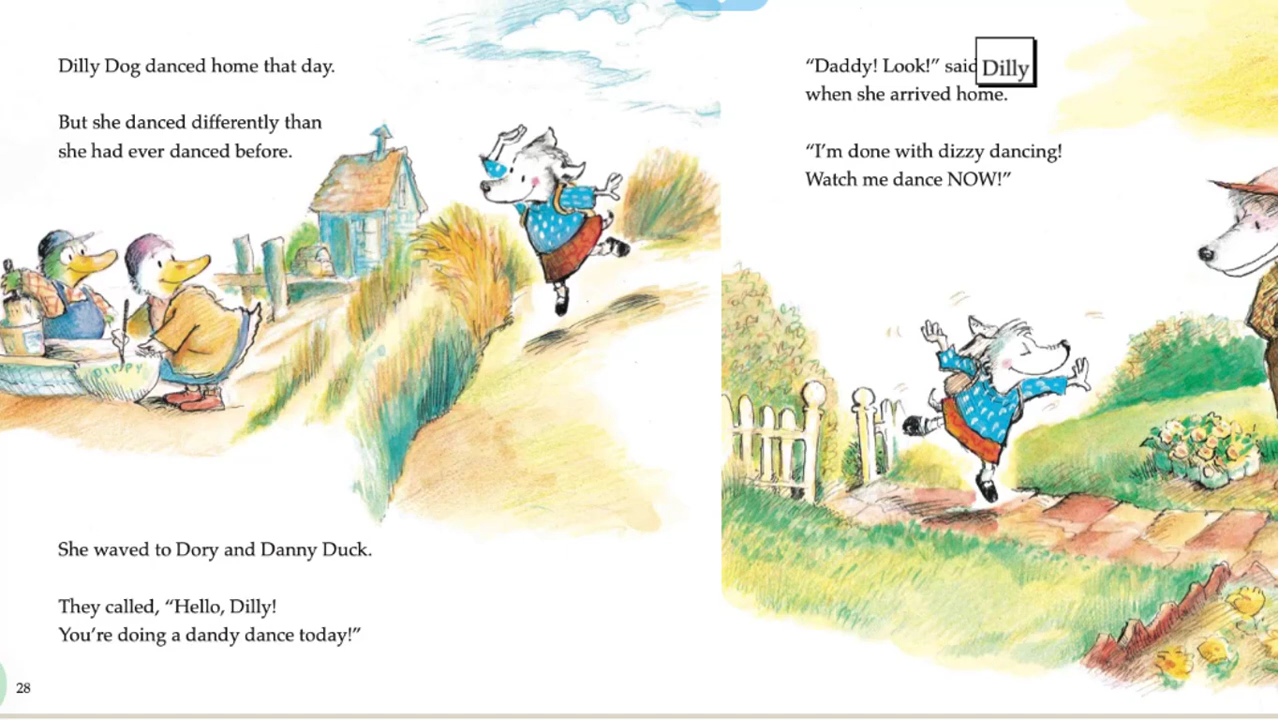 Dilly Dog danced home that day.
But she danced differently than
she had ever danced before.
DIPPY
She waved to Dory and Danny Duck.
They called, “Hello, Dilly!
You’re doing a dandy dance today!”
28
“Daddy! Look!” said Dilly
when she arrived home.
“I’m done with dizzy dancing!
Watch me dance NOW!”